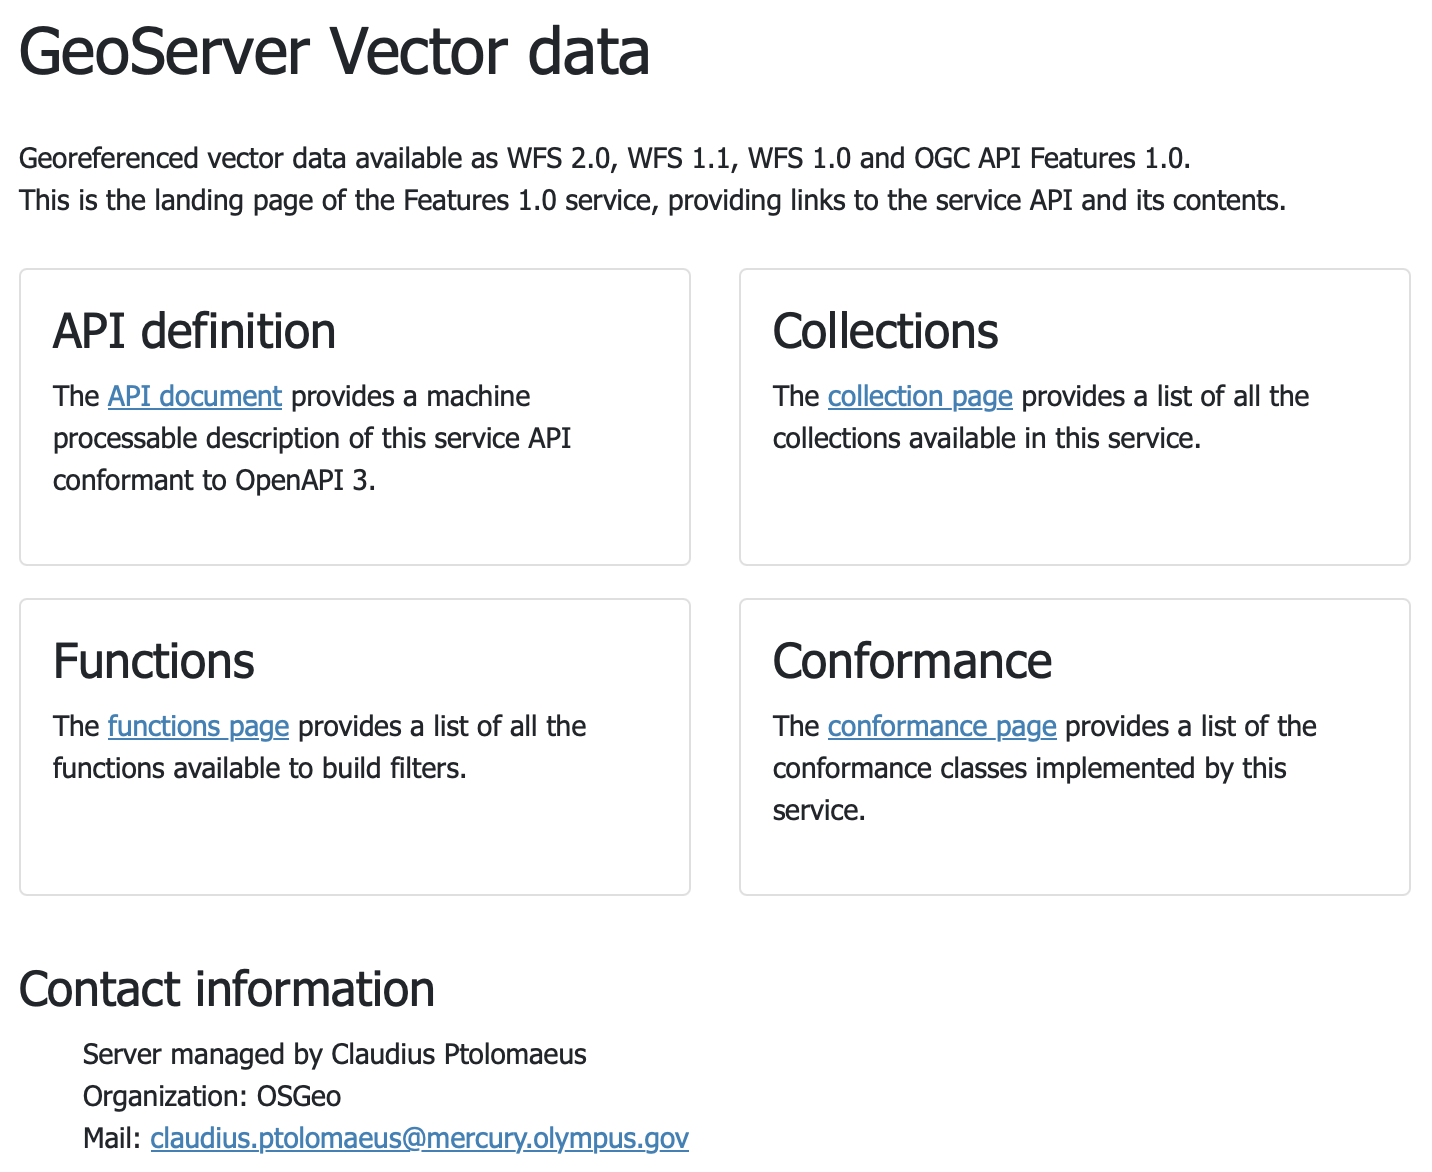 GeoServer Vector data
Georeferenced vector data available as WFS 2.0, WFS 1.1, WFS 1.0 and OGC API Features 1.0.
This is the landing page of the Features 1.0 service, providing links to the service API and its contents.
API definition
The API document provides a machine
processable description of this service API
conformant to OpenAPI 3.
Collections
The collection page provides a list of all the
collections available in this service.
Functions
The functions page provides a list of all the
functions available to build filters.
Conformance
The conformance page provides a list of the
conformance classes implemented by this
service.
Contact information
Server managed by Claudius Ptolomaeus
Organization: OSGeo
Mail: claudius.ptolomaeus@mercury.olympus.gov